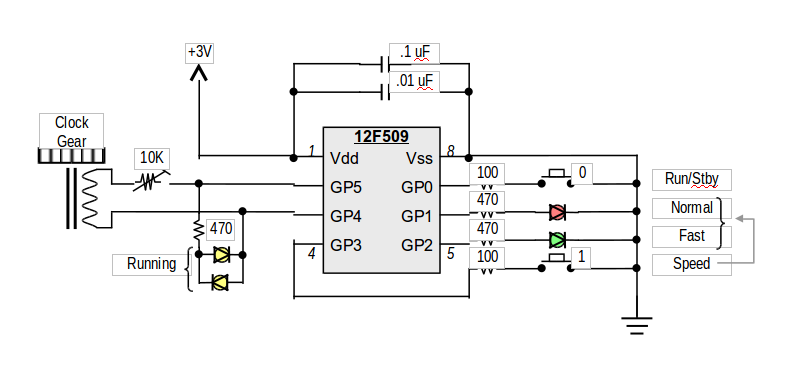 +3V
.1 uF
.01 uF
Clock
Gear
10K
12F509
1
8
Vdd
Vss
GP5
GP0
GP4
GP1
GP3
GP2
4
5
100
0
Run/Stby
470
Normal
470
Fast
100
1
Speed
470
Running